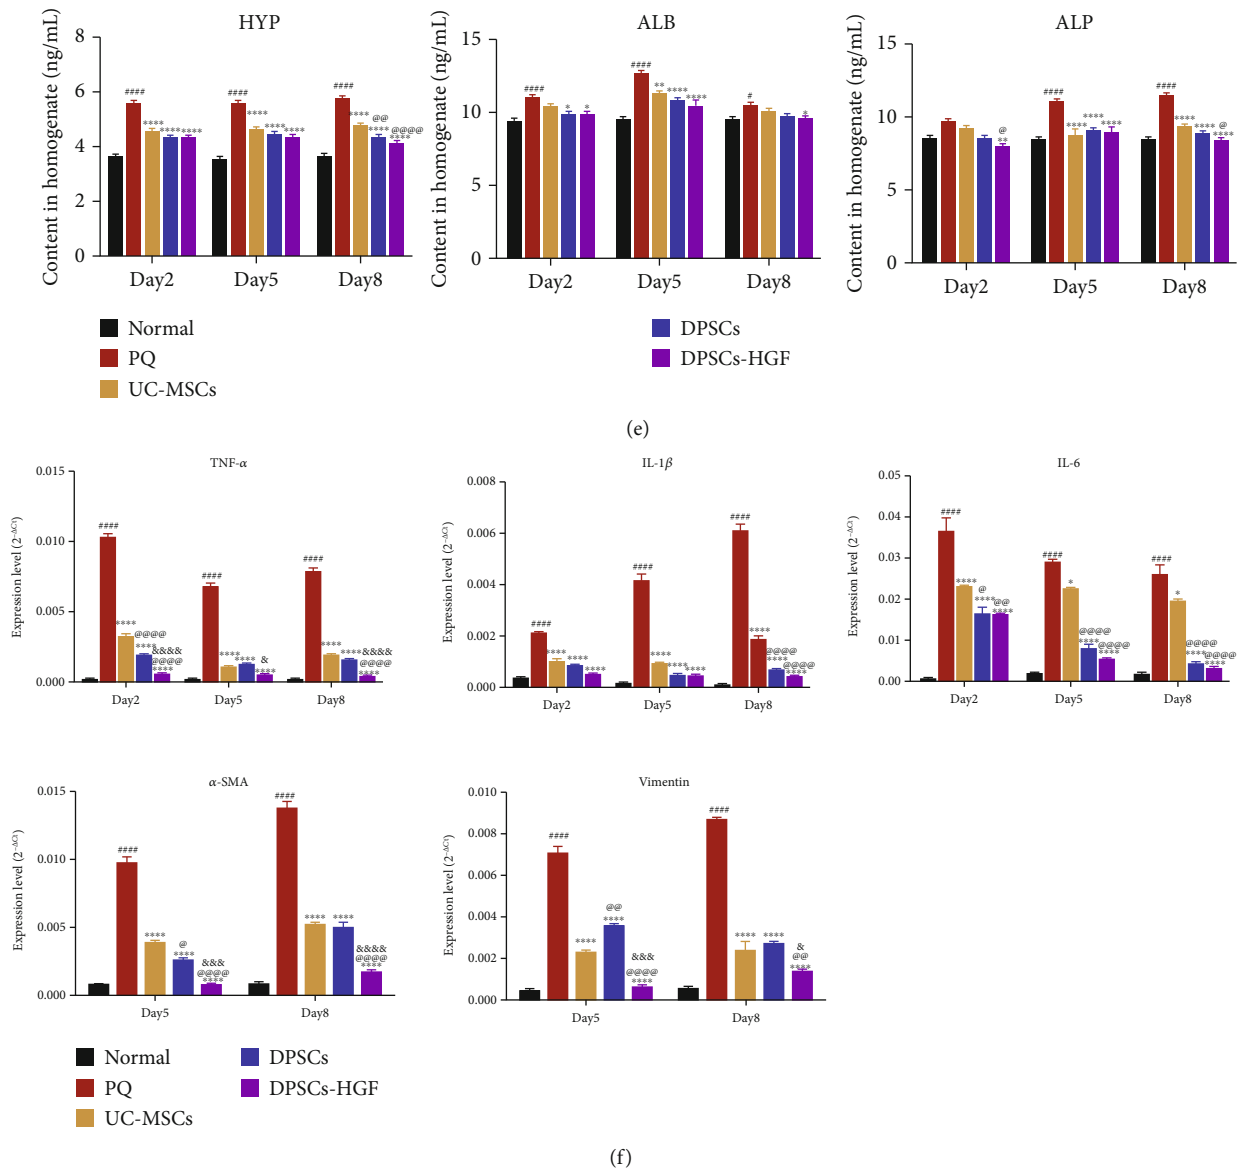 HYP
Content in homogenate (ng/mL)
8
6
4
2
0
####
****
****
****
####
****
****
****
####
****
@@
****
@@@@
****
Day2
Day5
Day8
ALB
Content in homogenate (ng/mL)
15
10
5
0
####
*
*
####
**
****
****
#
*
Day2
Day5
Day8
ALP
Content in homogenate (ng/mL)
15
10
5
0
@
**
####
****
****
****
####
****
****
@
****
Day2
Day5
Day8
Normal
PQ
UC-MSCs
DPSCs
DPSCs-HGF
(e)
TNF-α
Expression level (2^–ΔCt)
0.015
0.010
0.005
0.000
####
****
@@@@
****
&&&&
@@@@
****
####
****
****
&
****
####
****
****
&&&&
@@@@
****
Day2
Day5
Day8
IL-1β
Expression level (2^–ΔCt)
0.008
0.006
0.004
0.002
0.000
####
****
****
****
####
****
****
****
####
****
@@@@
****
@@@@
****
Day2
Day5
Day8
IL-6
Expression level (2^–ΔCt)
0.05
0.04
0.03
0.02
0.01
0.00
####
****
@
****
@@
****
####
*
@@@@
****
@@@@
****
####
*
@@@@
****
@@@@
****
Day2
Day5
Day8
α-SMA
Expression level (2^–ΔCt)
0.015
0.010
0.005
0.000
####
****
@
****
&&&
@@@@
****
####
****
****
&&&&
@@@@
****
Day5
Day8
Vimentin
Expression level (2^–ΔCt)
0.010
0.008
0.006
0.004
0.002
0.000
####
****
@@
****
&&&
@@@@
****
####
****
****
&
@@
****
Day5
Day8
Normal
PQ
UC-MSCs
DPSCs
DPSCs-HGF
(f)